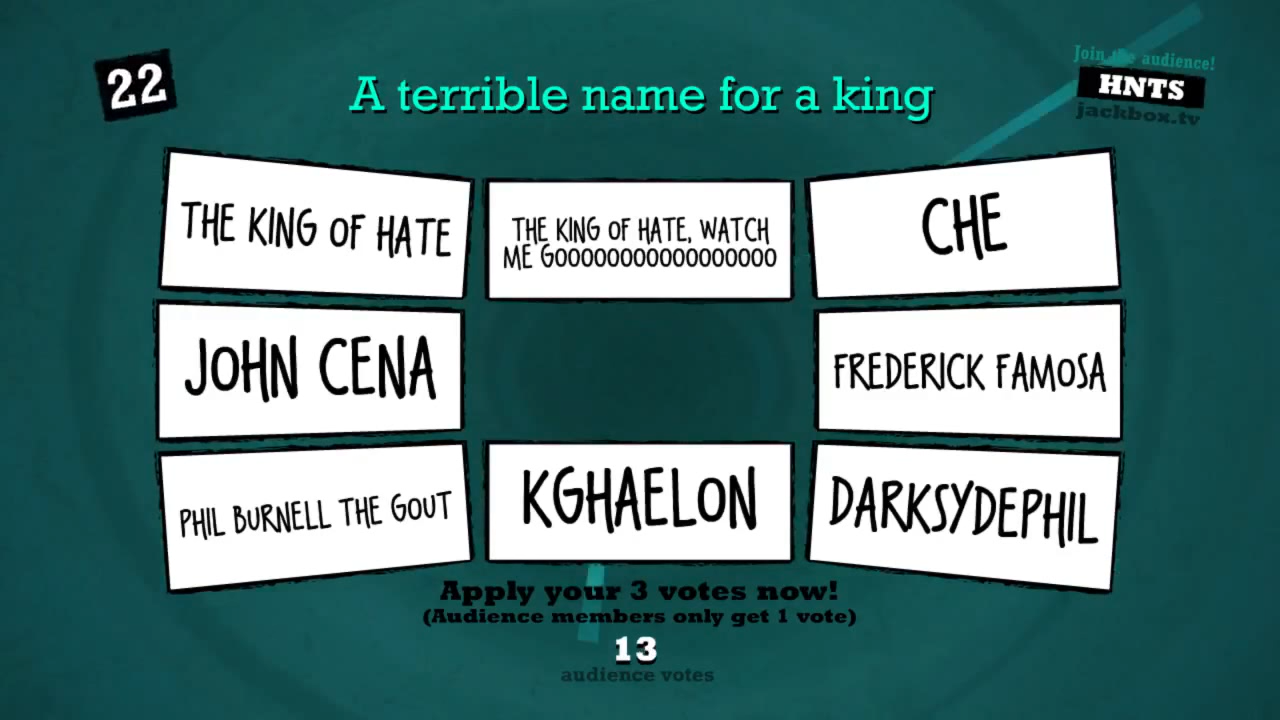 22
A terrible name for a king
Join the audience!
HNTS
jackbox.tv
THE KING OF HATE
THE KING OF HATE, WATCH
ME GOOOOOOOOOOOOOOOOO
CHE
JOHN CENA
FREDERICK FAMOSA
PHIL BURNELL THE GOUT
KGHAELON
DARKSYDEPHIL
Apply your 3 votes now!
(Audience members only get 1 vote)
13
audience votes